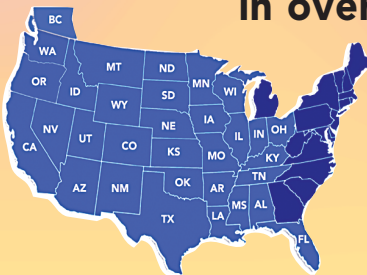 in over
BC
WA
MT
ND
MN
OR
ID
SD
WI
WY
IA
NE
NV
UT
IL
IN
OH
CO
CA
KS
MO
KY
TN
OK
AZ
NM
AR
MS
AL
TX
LA
FL